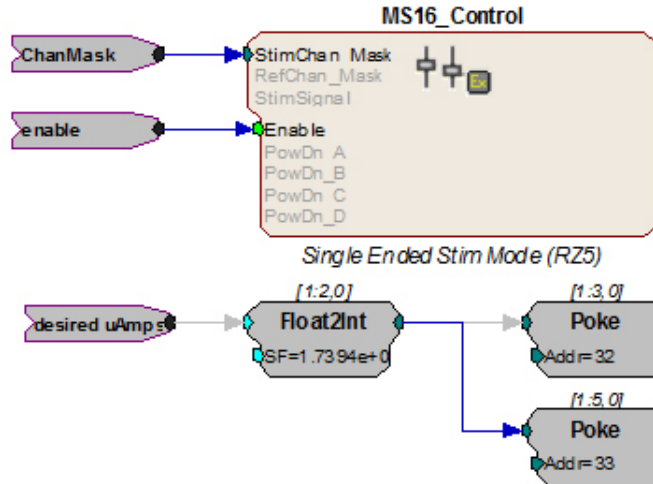 MS16_Control
ChanMask
StimChan_Mask
RefChan_Mask
StimSignal
Ex
enable
Enable
PowDn_A
PowDn_B
PowDn_C
PowDn_D
Single Ended Stim Mode (RZ5)
[1:2,0]
[1:3, 0]
desired uAmps
Float2Int
Poke
SF=1.7394e+0
Addr=32
[1:5, 0]
Poke
Addr=33